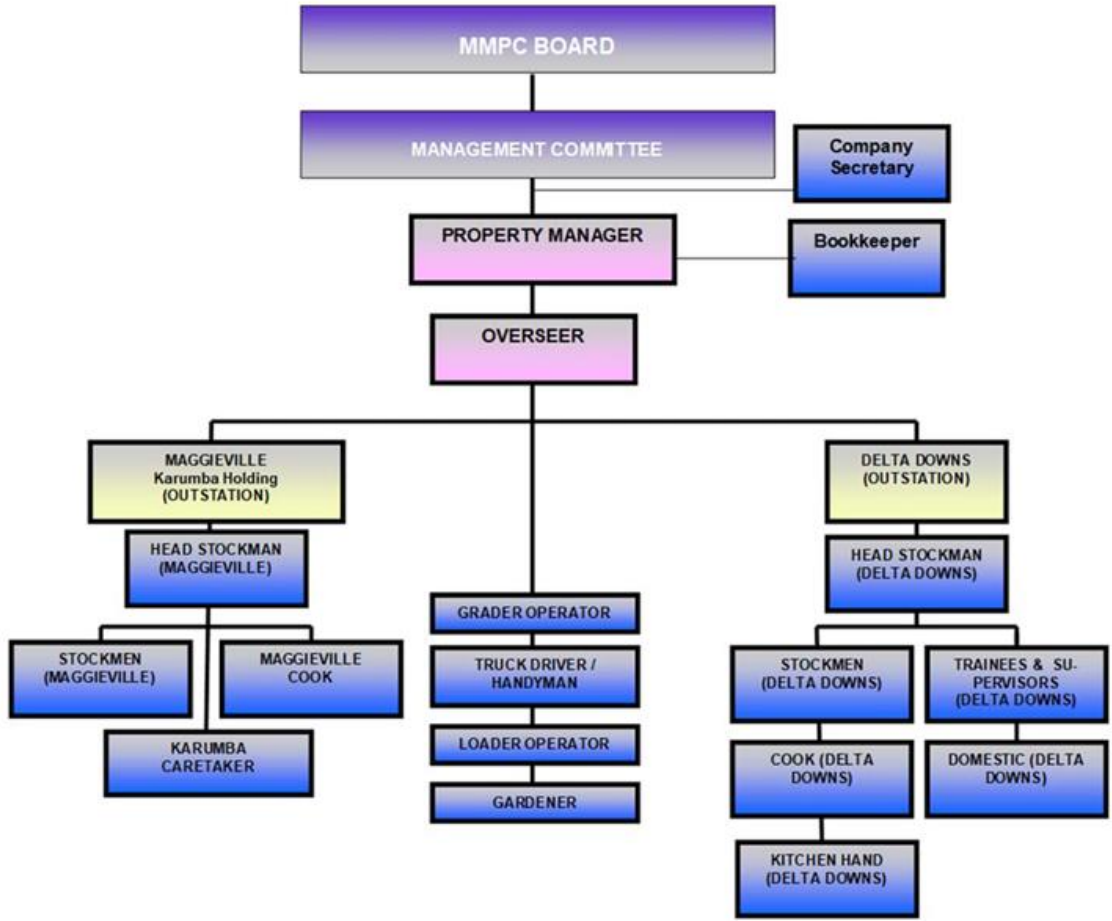 MMPC BOARD
MANAGEMENT COMMITTEE
Company
Secretary
PROPERTY MANAGER
Bookkeeper
OVERSEER
MAGGIEVILLE
Karumba Holding
(OUTSTATION)
DELTA DOWNS
(OUTSTATION)
HEAD STOCKMAN
(MAGGIEVILLE)
HEAD STOCKMAN
(DELTA DOWNS)
STOCKMEN
(MAGGIEVILLE)
MAGGIEVILLE
COOK
KARUMBA
CARETAKER
GRADER OPERATOR
TRUCK DRIVER /
HANDYMAN
LOADER OPERATOR
GARDENER
STOCKMEN
(DELTA DOWNS)
TRAINEES & SU-
PERVISORS
(DELTA DOWNS)
COOK (DELTA
DOWNS)
DOMESTIC (DELTA
DOWNS)
KITCHEN HAND
(DELTA DOWNS)